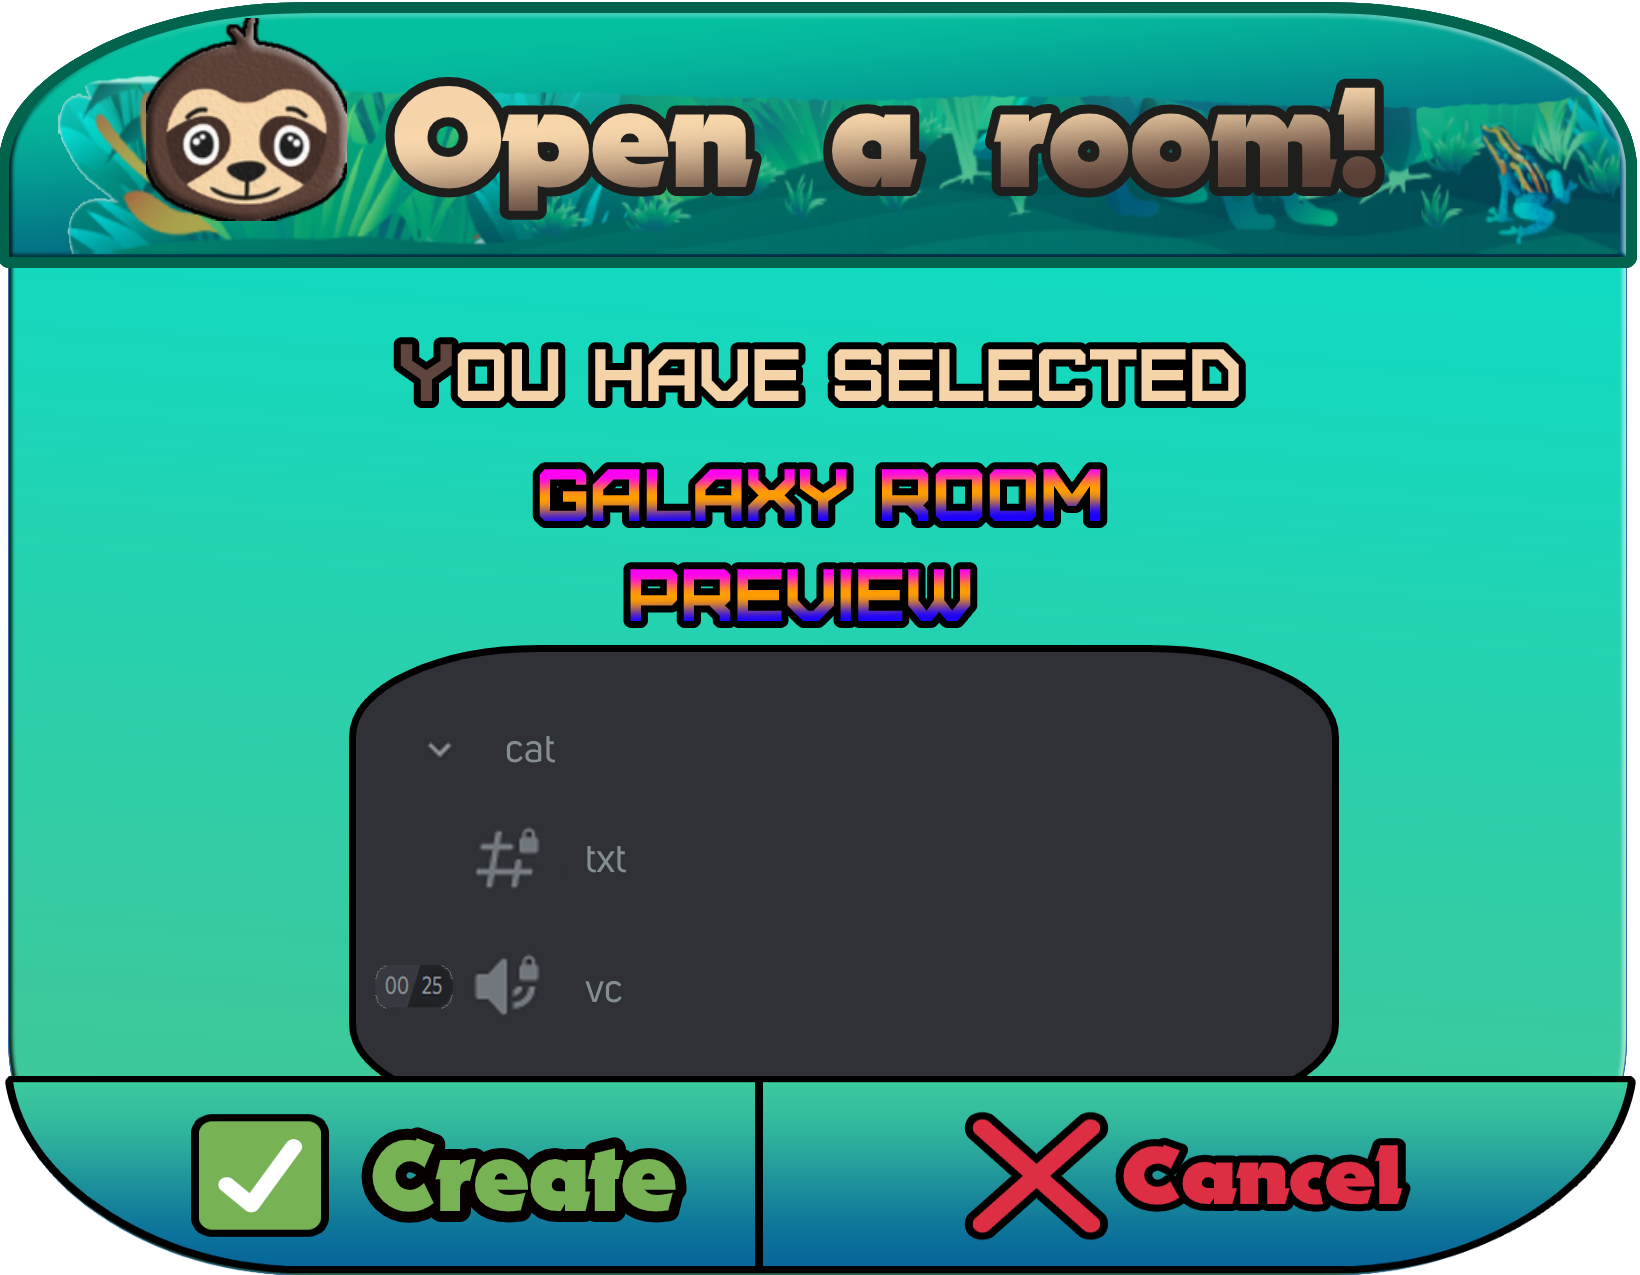 Open a room!
YOU HAVE SELECTED
GALAXY ROOM
PREVIEW
cat
txt
00 25 vc
Create Cancel